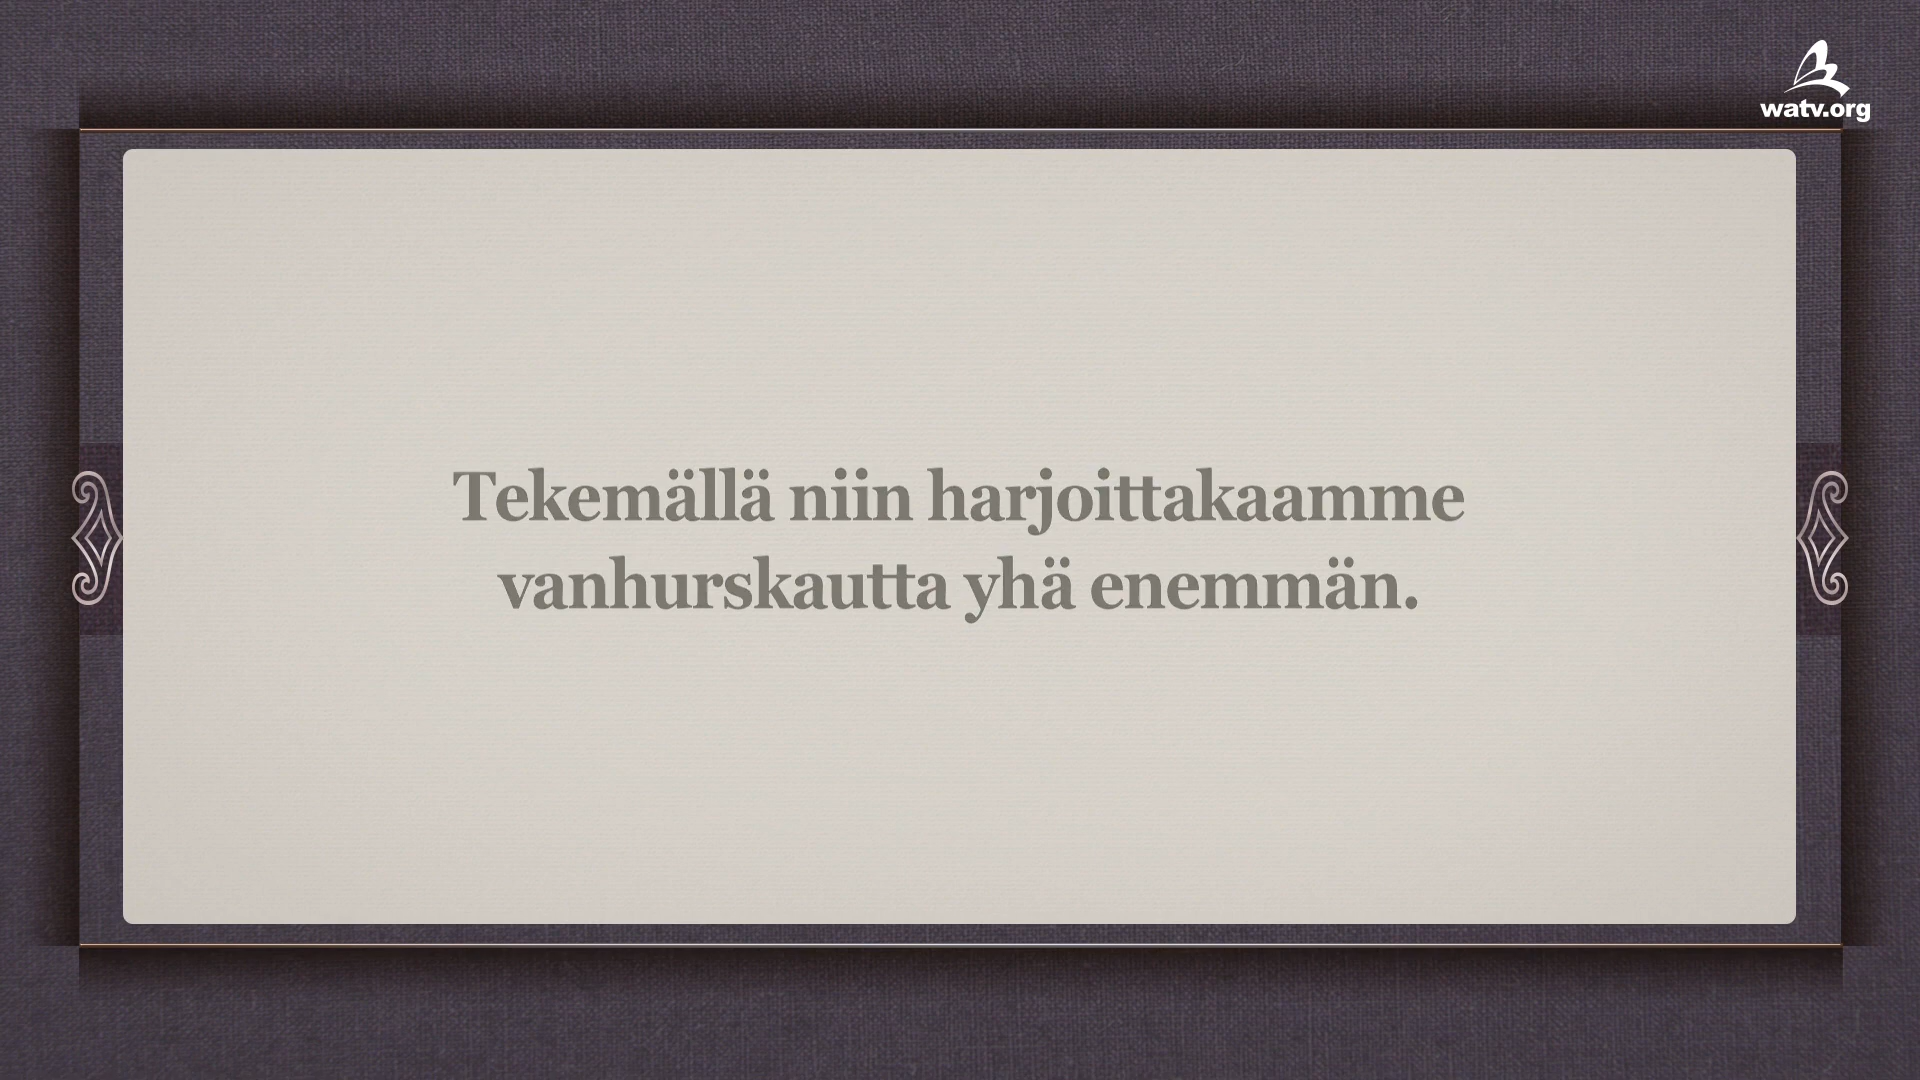 watv.org
Tekemällä niin harjoittakaamme
vanhurskautta yhä enemmän.